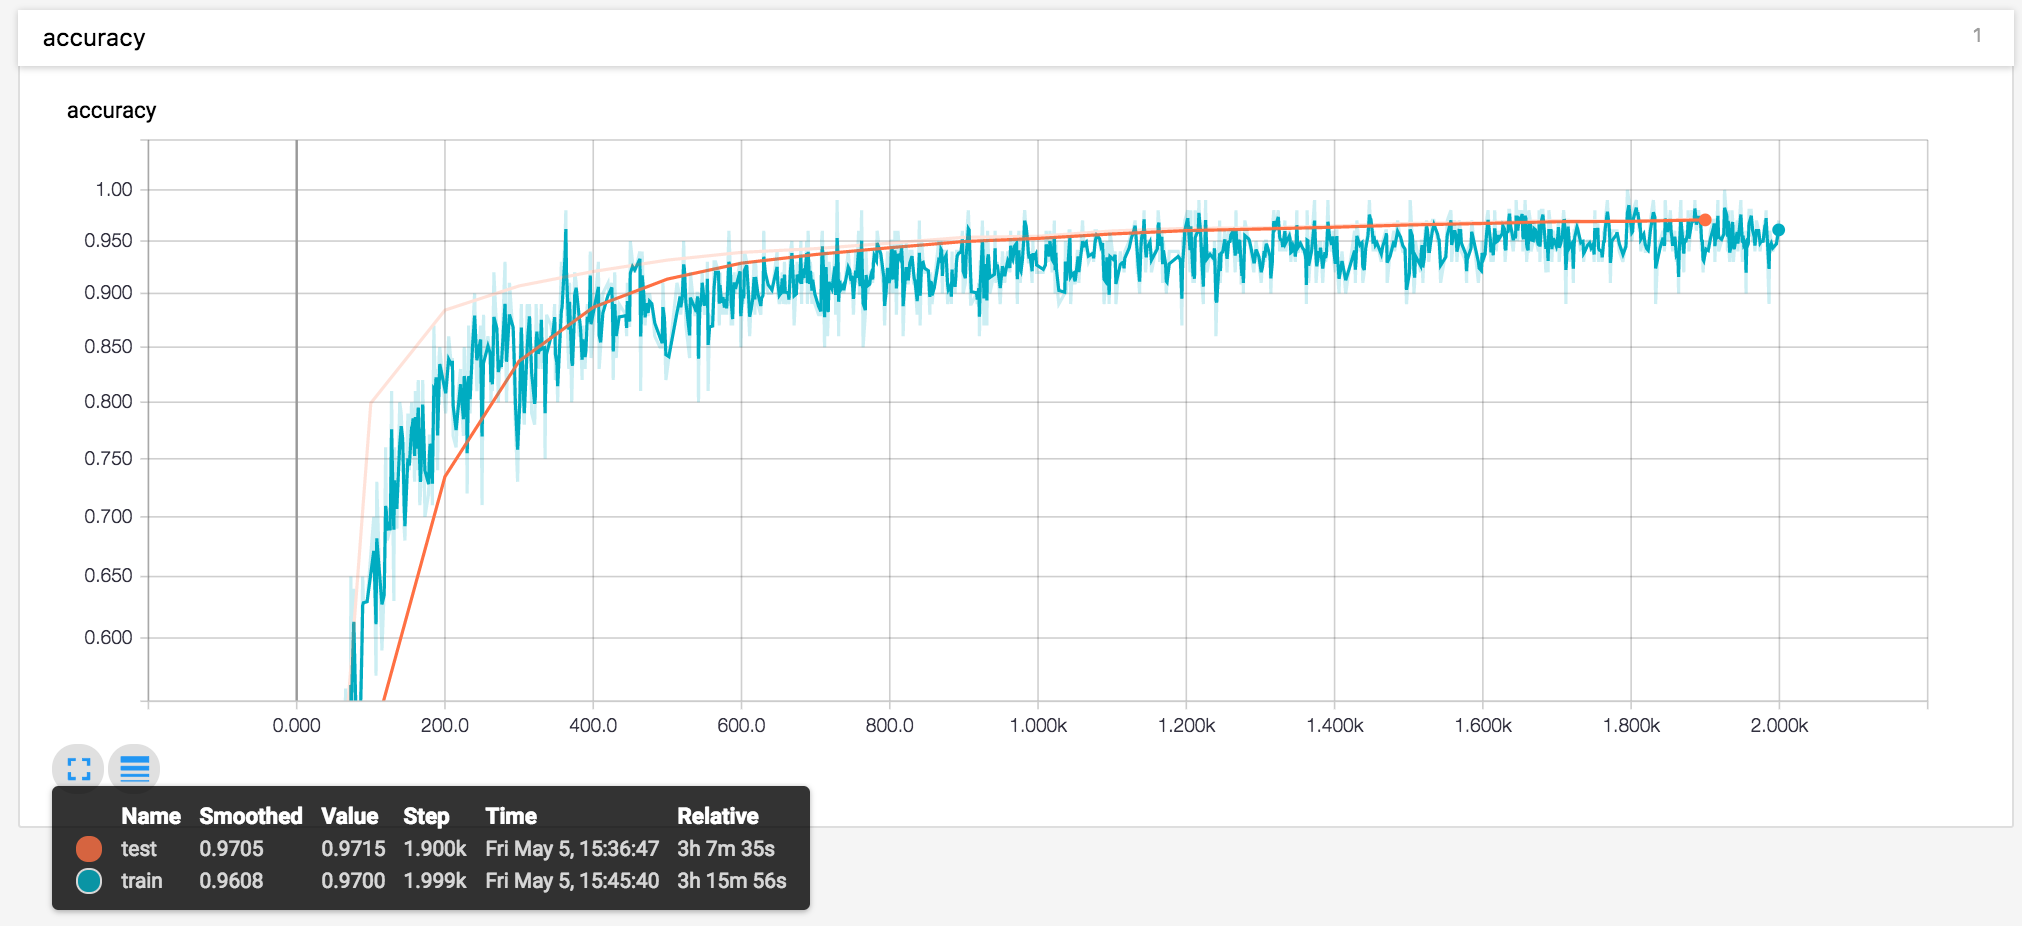 accuracy 1
accuracy
1.00
0.950
0.900
0.850
0.800
0.750
0.700
0.650
0.600
0.000 200.0 400.0 600.0 800.0 1.000k 1.200k 1.400k 1.600k 1.800k 2.000k
Name Smoothed Value Step Time Relative
test 0.9705 0.9715 1.900k Fri May 5, 15:36:47 3h 7m 35s
train 0.9608 0.9700 1.999k Fri May 5, 15:45:40 3h 15m 56s